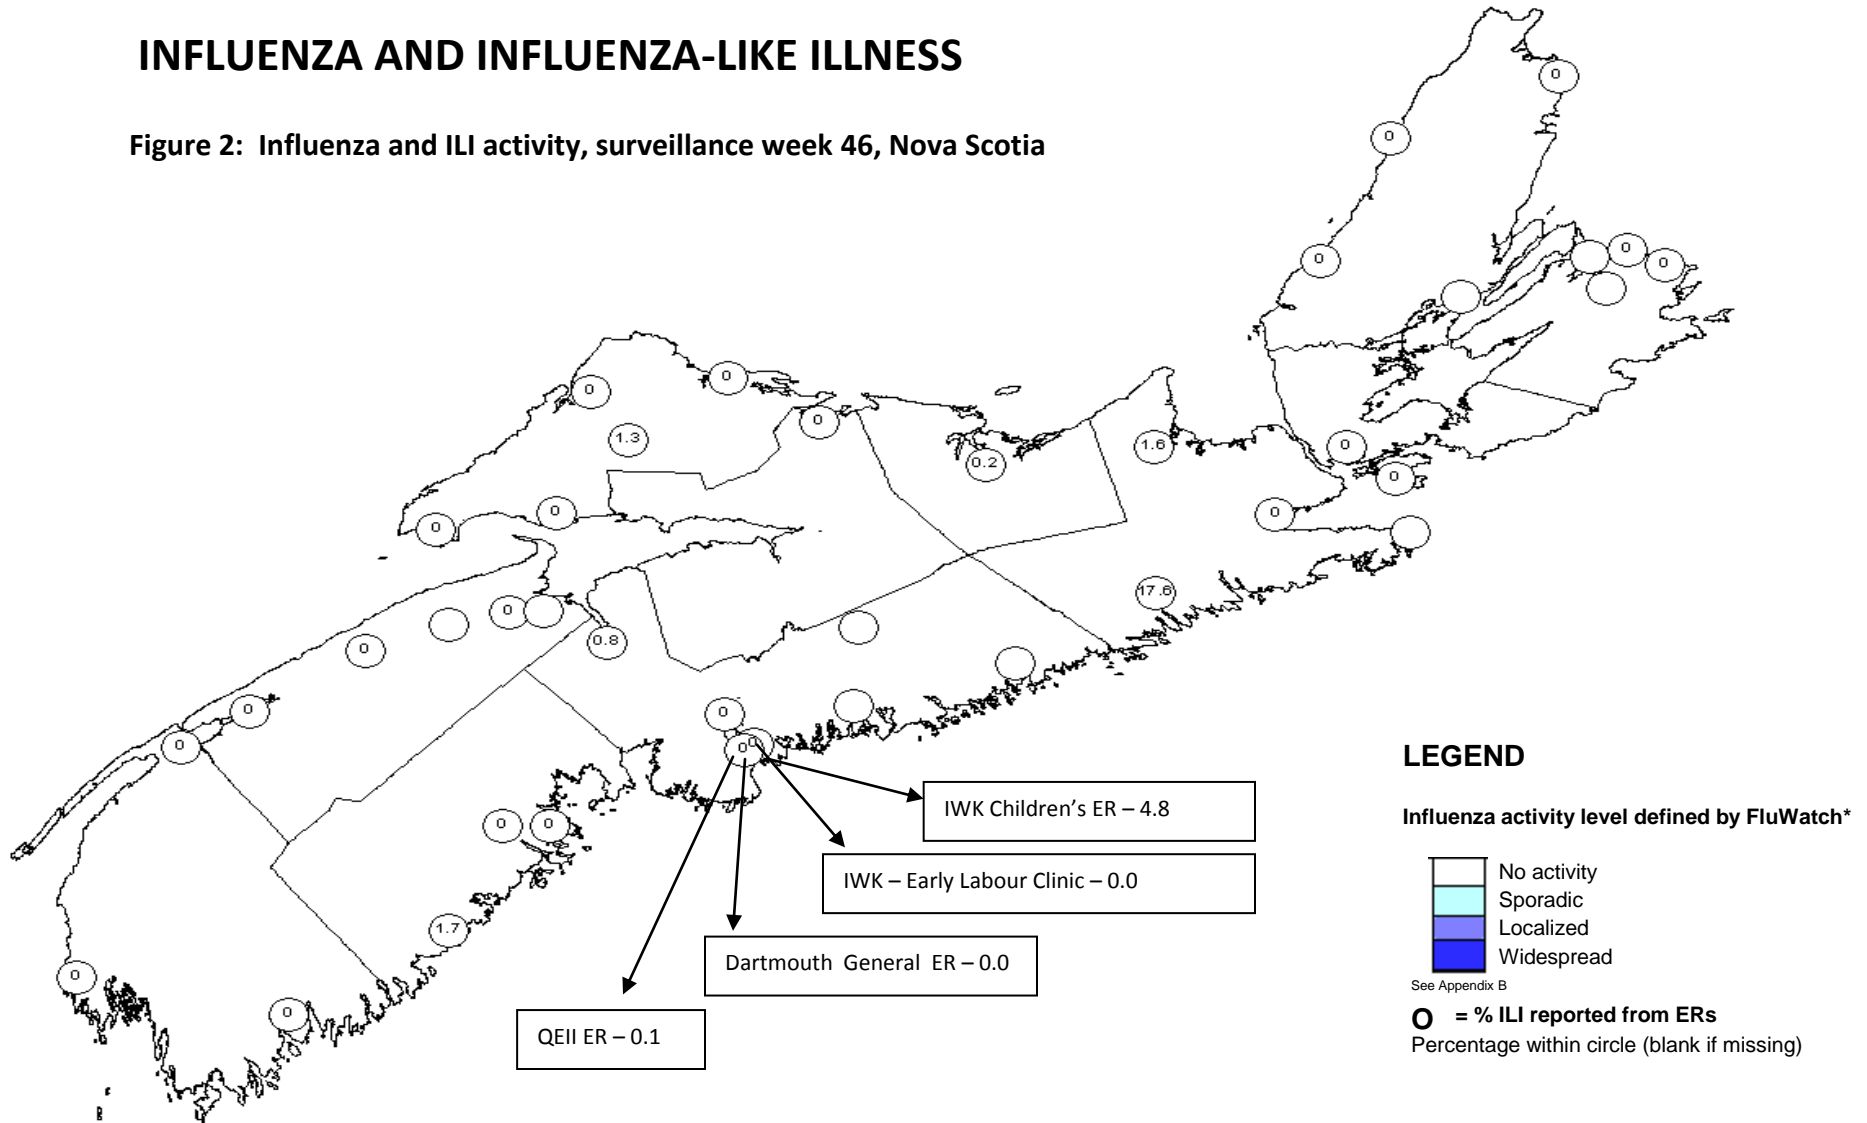 INFLUENZA AND INFLUENZA-LIKE ILLNESS
Figure 2: Influenza and ILI activity, surveillance week 46, Nova Scotia
0
0
0
0
0
0
0
0
1.3
0
0.2
1.6
0
0
0
0
0
0
0.8
17.6
0
0
0
0
0
0
0
0
1.7
0
0
IWK Children’s ER – 4.8
IWK – Early Labour Clinic – 0.0
Dartmouth General ER – 0.0
QEII ER – 0.1
LEGEND
Influenza activity level defined by FluWatch*
No activity
Sporadic
Localized
Widespread
See Appendix B
O = % ILI reported from ERs
Percentage within circle (blank if missing)